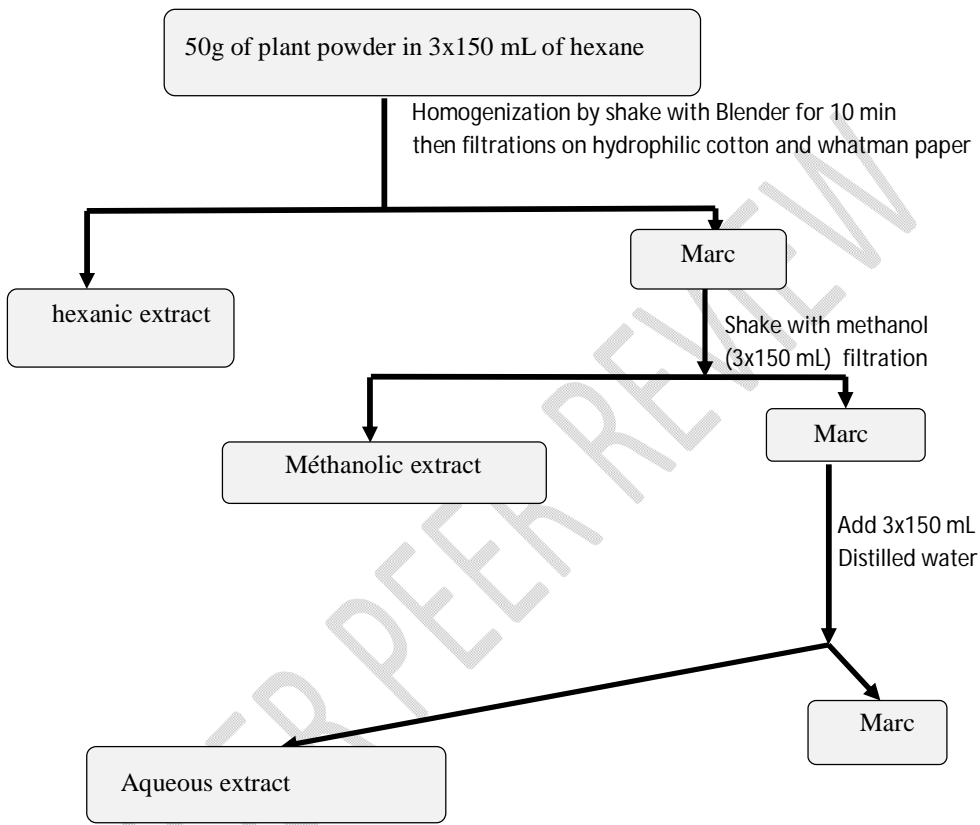 50g of plant powder in 3x150 mL of hexane
Homogenization by shake with Blender for 10 min
then filtrations on hydrophilic cotton and whatman paper
Marc
hexanic extract
Shake with methanol
(3x150 mL) filtration
Marc
Méthanolic extract
Add 3x150 mL
Distilled water
Marc
Aqueous extract
ER PEER REVIEW